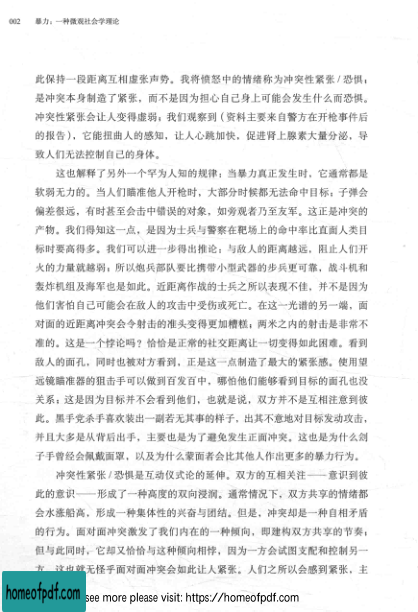 002 暴力：一种微观社会学理论
此保持一段距离互相虚张声势。我将愤怒中的情绪称为冲突性紧张/恐惧；
是冲突本身制造了紧张，而不是因为担心自己身上可能会发生什么而恐惧。
冲突性紧张会让人变得虚弱：我们观察到（资料主要来自警方在开枪事件后
的报告），它能扭曲人的感知，让人心跳加快，促进肾上腺素大量分泌，导
致人们无法控制自己的身体。
这也解释了另外一个罕为人知的规律：当暴力真正发生时，它通常都是
软弱无力的。当人们瞄准他人开枪时，大部分时候都无法命中目标：子弹会
偏差很远，有时甚至会击中错误的对象，如旁观者乃至友军。这正是冲突的
产物。我们得知这一点，是因为士兵与警察在靶场上的命中率比直面人类目
标时要高得多。我们可以进一步得出推论：与敌人的距离越远，阻止人们开
火的力量就越弱；所以炮兵部队要比携带小型武器的步兵更可靠，战斗机和
轰炸机组及海军也是如此。近距离作战的士兵之所以表现不佳，并不是因为
他们害怕自己可能会在敌人的攻击中受伤或死亡。在这一光谱的另一端，面
对面的近距离冲突会令射击的准头变得更加糟糕：两米之内的射击是非常不
准的。这是一个悖论吗？恰恰是正常的社交距离让一切变得如此困难。看到
敌人的面孔，同时也被对方看到，正是这一点制造了最大的紧张感。使用望
远镜瞄准器的狙击手可以做到百发百中，哪怕他们能够看到目标的面孔也没
关系；这是因为目标并不会看到他们，也就是说，双方并不是互相注意到彼
此。黑手党杀手喜欢装出一副若无其事的样子，出其不意地对目标发动攻击，
并且大多是从背后出手，主要也是为了避免发生正面冲突。这也是为什么刽
子手曾经会佩戴面罩，以及为什么蒙面者会比其他人作出更多的暴力行为。
冲突性紧张/恐惧是互动仪式论的延伸。双方的互相关注——意识到彼
此的意识——形成了一种高度的双向浸溺。通常情况下，双方共享的情绪都
会水涨船高，形成一种集体性的兴奋与团结。但是，冲突却是一种自相矛盾
的行为。面对面冲突激发了我们内在的一种倾向，即建构双方共享的节奏；
但与此同时，它却又恰恰与这种倾向相悖，因为一方会试图支配和控制另一
方。这也就无怪乎面对面冲突会如此让人紧张。人们之所以会感到紧张，主
homeofpdf.com
see more please visit: https://homeofpdf.com